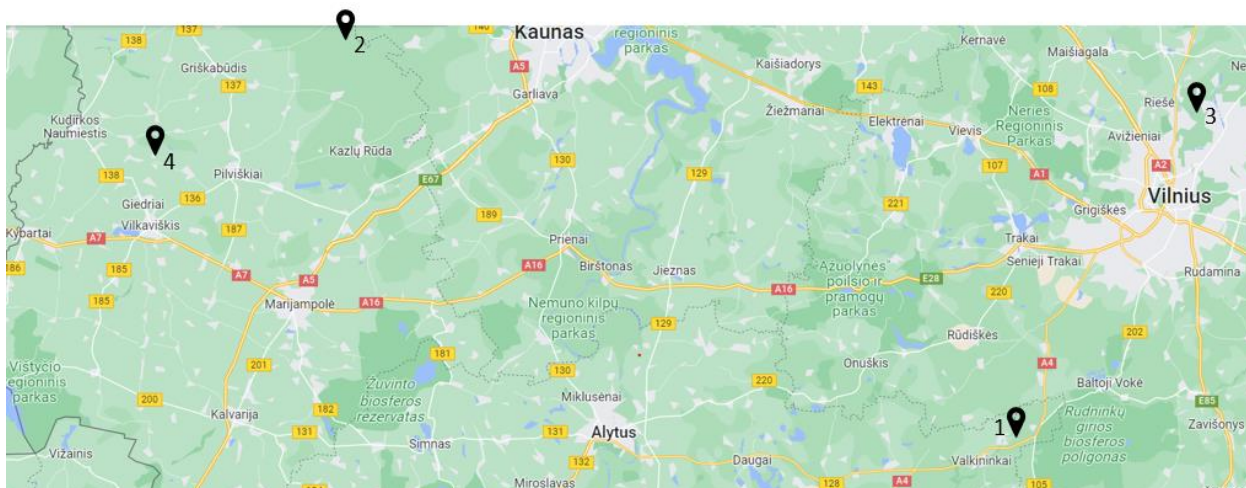 2
138
137
140
Kaunas
regioninis
parkas
Kernavė
Maišiagala
Griškabūdis
137
A5
Kaišiadorys
143
108
Riešė
3
Garliava
Žiežmariai
Elektrėnai
Vievis
Neries
Regioninis
Parkas
Avižieniai
Kudirkos
Naumiestis
4
Kazlų Rūda
130
129
107
A1
A2
138
Pilviškiai
E67
Vilnius
136
Giedriai
Vilkaviškis
187
189
221
Grigiškės
Kybartai
A7
Prienai
Trakai
Senieji Trakai
186
185
A7
A5
A16
Birštonas
Jieznas
Ąžuolynės
poilsio ir
pramogų
parkas
E28
Rudamina
185
Marijampolė
A16
Nemuno kilpų
regioninis
parkas
A16
220
129
202
Rūdiškės
181
201
Onuškis
A4
Vištyčio
regioninis
parkas
200
Žuvinto
biosferos
rezervatas
130
220
Baltoji Vokė
E85
Miklusėnai
182
Kalvarija
131
Simnas
131
Alytus
1
Rudninkų
girios
biosferos
poligonas
Zavišonys
Vižainis
132
Daugai
Valkininkai
Miroslavas
128
A4
105